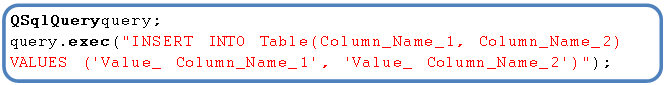 QSqlQueryquery;
query.exec("INSERT INTO Table(Column_Name_1, Column_Name_2)
VALUES ('Value_ Column_Name_1', 'Value_ Column_Name_2')");